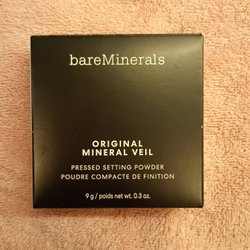 bareMinerals
ORIGINAL
MINERAL VEIL
PRESSED SETTING POWDER
POUDRE COMPACTE DE FINITION
9 g / poids net wt. 0.3 oz.